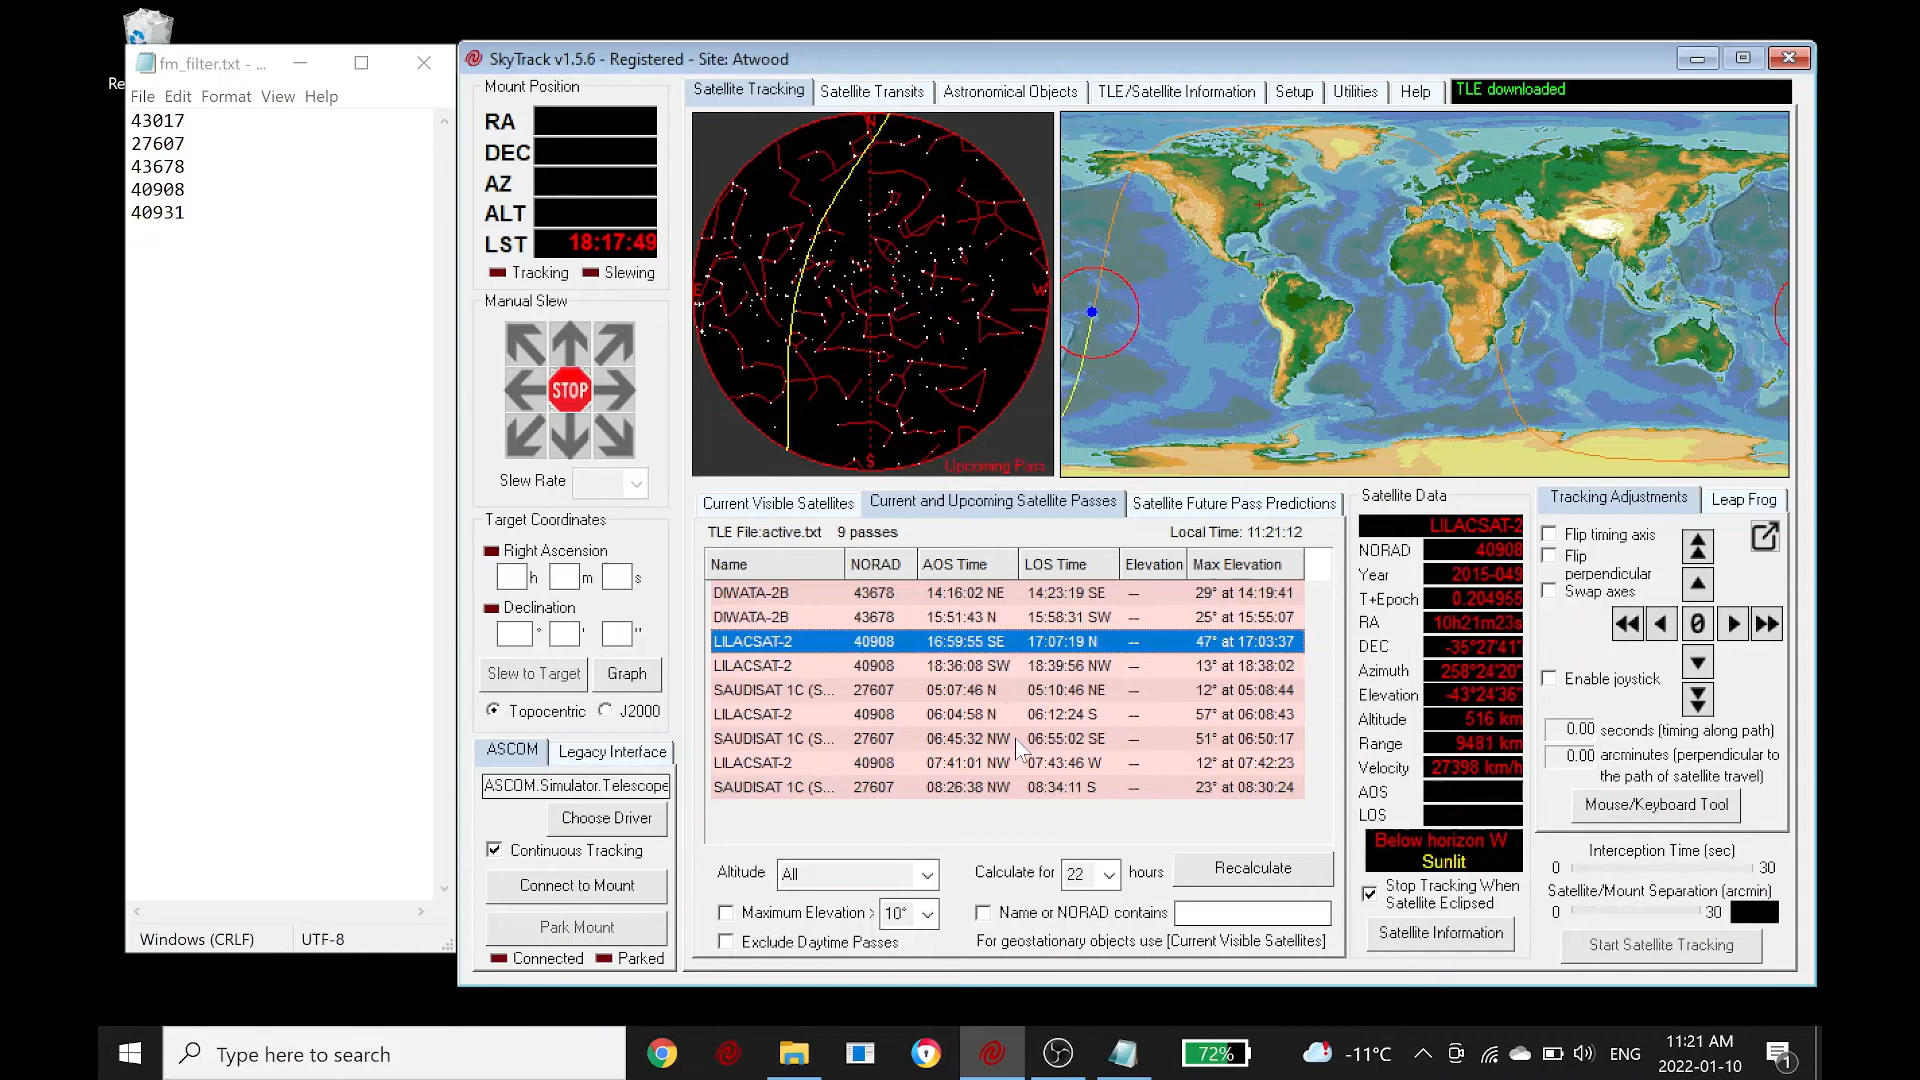 Re
fm_filter.txt - ...
File Edit Format View Help
43017
27607
43678
40908
40931
Windows (CRLF) UTF-8
SkyTrack v1.5.6 - Registered - Site: Atwood
Mount Position
RA
DEC
AZ
ALT
LST 18:17:49
Tracking Slewing
Manual Slew
STOP
Slew Rate
Target Coordinates
Right Ascension
h m s
Declination
° ' "
Slew to Target Graph
Topocentric J2000
ASCOM Legacy Interface
ASCOM.Simulator.Telescope
Choose Driver
Continuous Tracking
Connect to Mount
Park Mount
Connected Parked
Satellite Tracking Satellite Transits Astronomical Objects TLE/Satellite Information Setup Utilities Help TLE downloaded
N
E W
S
Upcoming Pass
Current Visible Satellites Current and Upcoming Satellite Passes Satellite Future Pass Predictions
TLE File:active.txt 9 passes Local Time: 11:21:12
Name NORAD AOS Time LOS Time Elevation Max Elevation
DIWATA-2B 43678 14:16:02 NE 14:23:19 SE -- 29° at 14:19:41
DIWATA-2B 43678 15:51:43 N 15:58:31 SW -- 25° at 15:55:07
LILACSAT-2 40908 16:59:55 SE 17:07:19 N -- 47° at 17:03:37
LILACSAT-2 40908 18:36:08 SW 18:39:56 NW -- 13° at 18:38:02
SAUDISAT 1C (S... 27607 05:07:46 N 05:10:46 NE -- 12° at 05:08:44
LILACSAT-2 40908 06:04:58 N 06:12:24 S -- 57° at 06:08:43
SAUDISAT 1C (S... 27607 06:45:32 NW 06:55:02 SE -- 51° at 06:50:17
LILACSAT-2 40908 07:41:01 NW 07:43:46 W -- 12° at 07:42:23
SAUDISAT 1C (S... 27607 08:26:38 NW 08:34:11 S -- 23° at 08:30:24
Altitude All Calculate for 22 hours Recalculate
Maximum Elevation > 10° Name or NORAD contains
Exclude Daytime Passes For geostationary objects use [Current Visible Satellites]
Satellite Data
LILACSAT-2
NORAD 40908
Year 2015-049
T+Epoch 0.204955
RA 10h21m23s
DEC -35°27'41"
Azimuth 258°24'20"
Elevation -43°24'36"
Altitude 516 km
Range 9481 km
Velocity 27398 km/h
AOS
LOS
Below horizon W
Sunlit
Stop Tracking When
Satellite Eclipsed
Satellite Information
Tracking Adjustments Leap Frog
Flip timing axis
Flip
perpendicular
Swap axes
0
Enable joystick
0.00 seconds (timing along path)
0.00 arcminutes (perpendicular to
the path of satellite travel)
Mouse/Keyboard Tool
Interception Time (sec)
0 30
Satellite/Mount Separation (arcmin)
0 30
Start Satellite Tracking
Type here to search
72%
-11°C
ENG
11:21 AM
2022-01-10
1